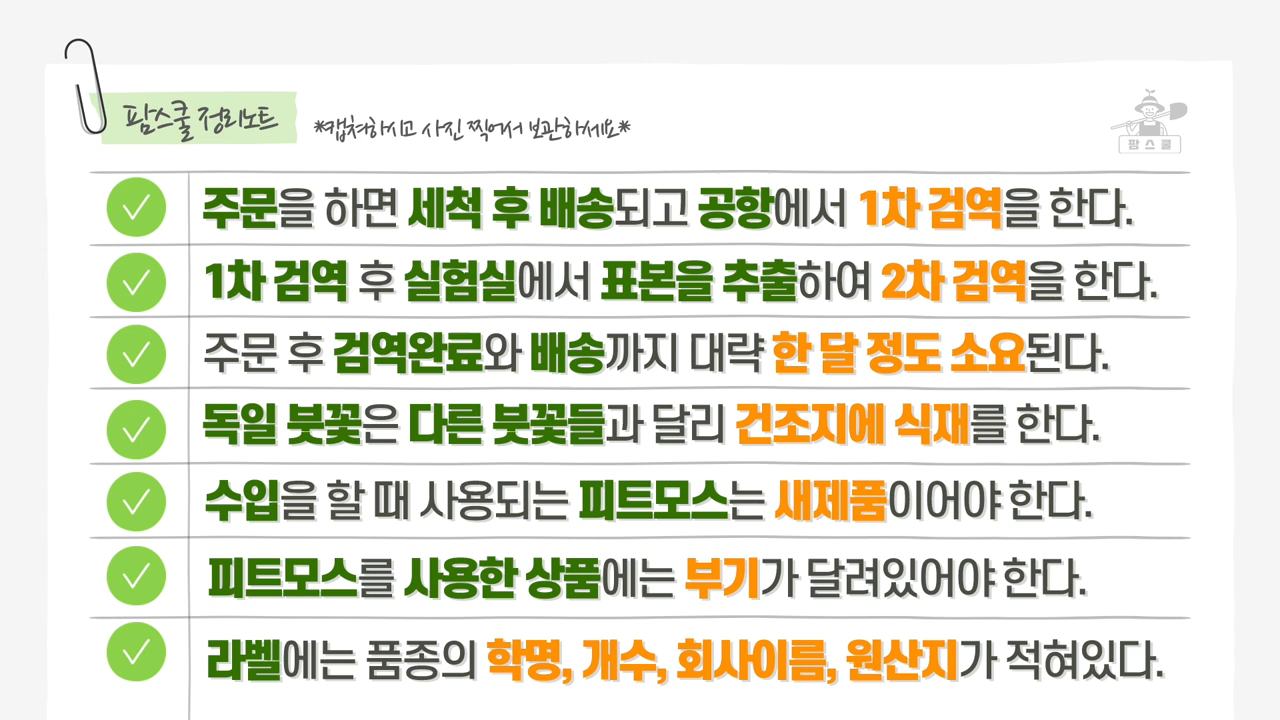 팜스쿨 정리노트
*캡쳐하시고 사진 찍어서 보관하세요*
팜스쿨
주문을 하면 세척 후 배송되고 공항에서 1차 검역을 한다.
1차 검역 후 실험실에서 표본을 추출하여 2차 검역을 한다.
주문 후 검역완료와 배송까지 대략 한 달 정도 소요된다.
독일 붓꽃은 다른 붓꽃들과 달리 건조지에 식재를 한다.
수입을 할 때 사용되는 피트모스는 새제품이어야 한다.
피트모스를 사용한 상품에는 부기가 달려있어야 한다.
라벨에는 품종의 학명, 개수, 회사이름, 원산지가 적혀있다.